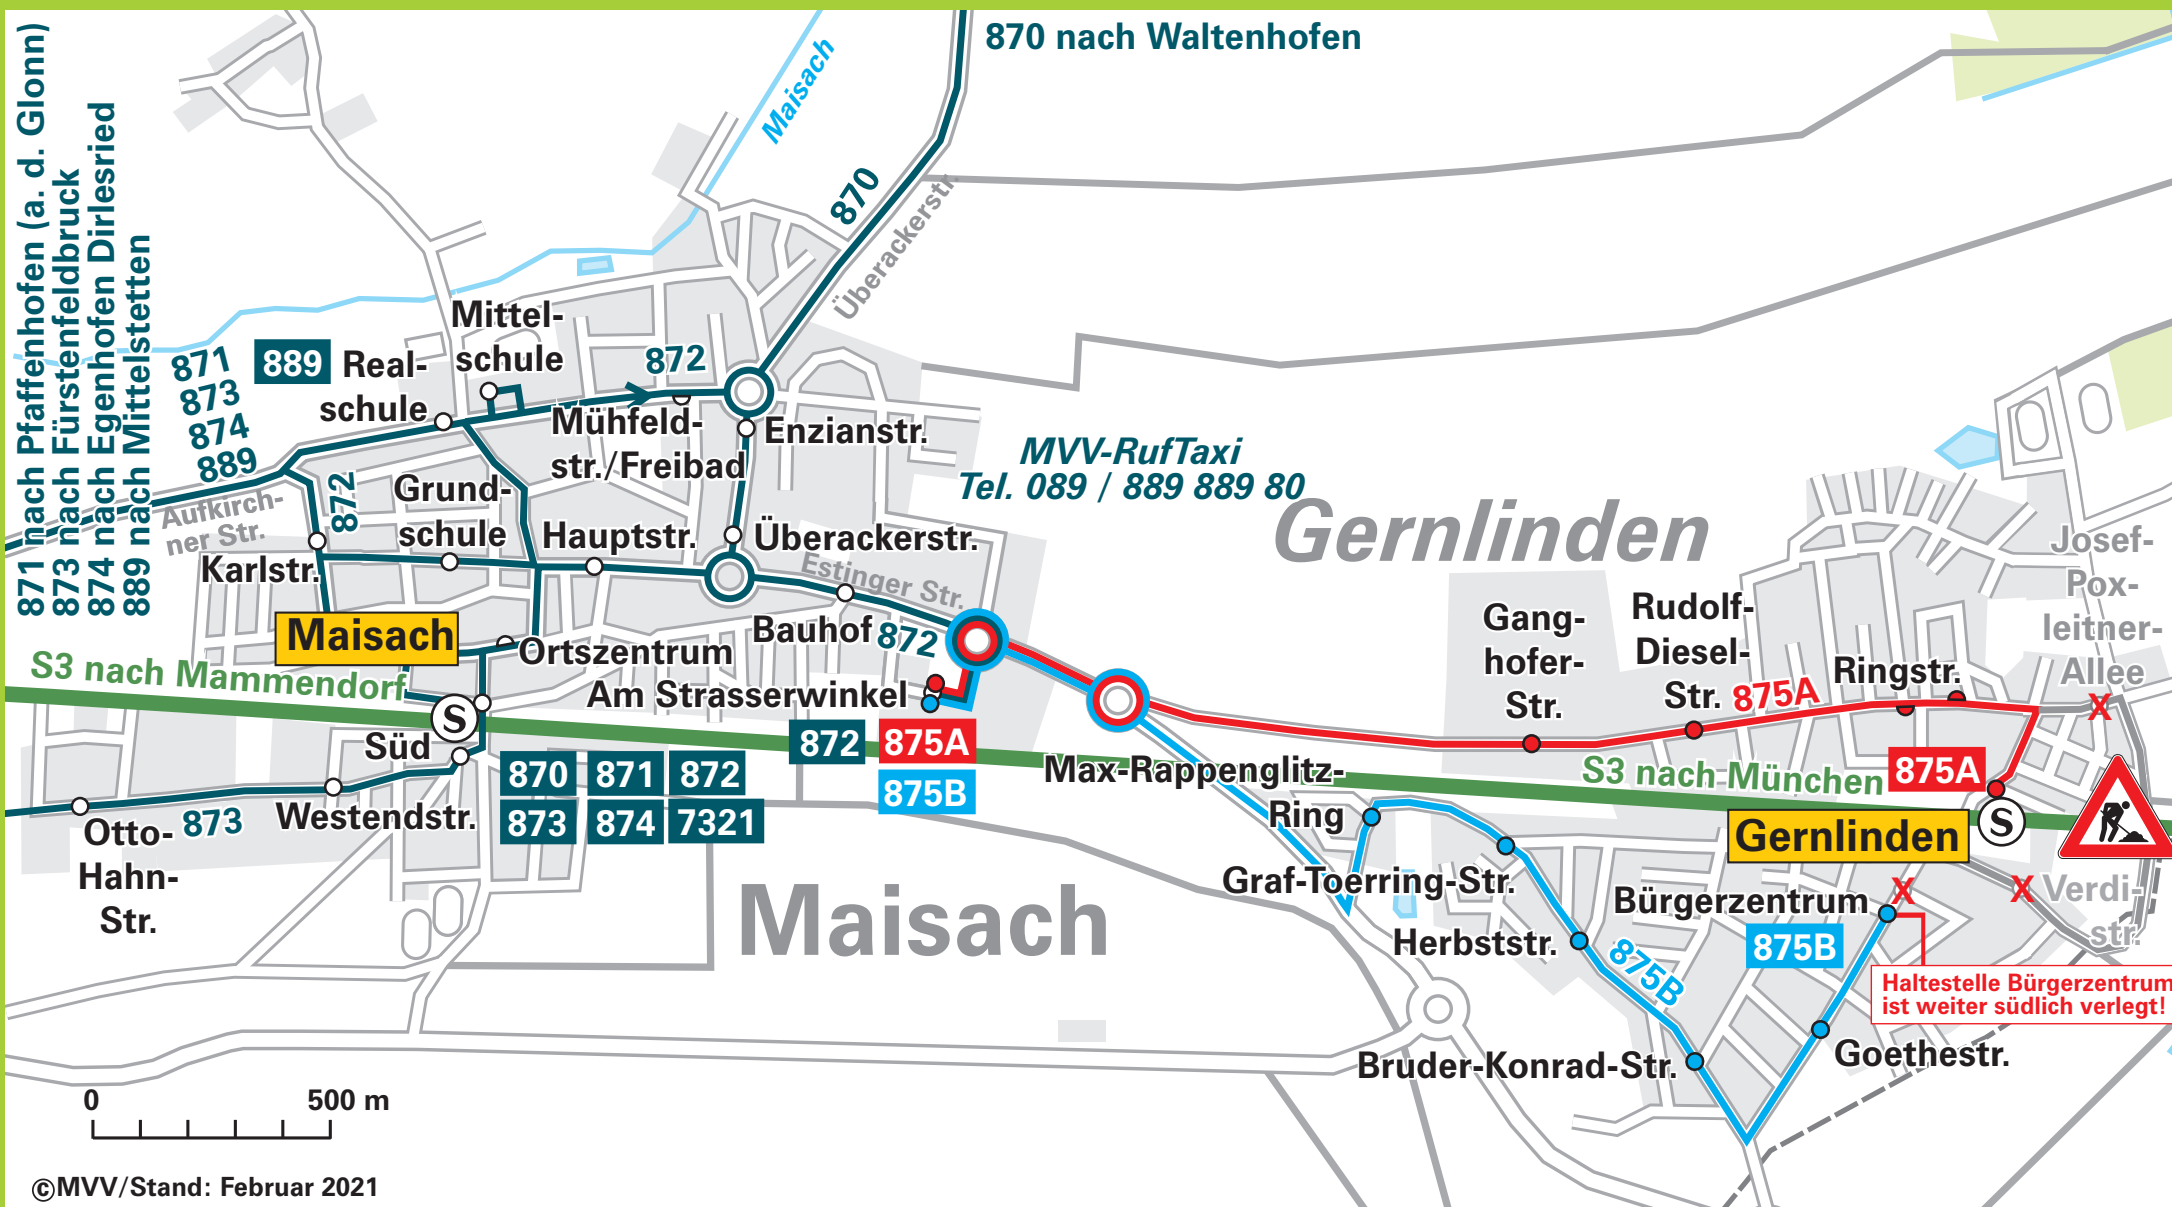 871 nach Pfaffenhofen (a. d. Glonn)
873 nach Fürstenfeldbruck
874 nach Egenhofen Dirlesried
889 nach Mittelstetten
870 nach Waltenhofen
Maisach
870
Überackerstr.
Mittel-
schule
872
871
873
874
889
889
Real-
schule
Mühlfeld-
str./Freibad
Enzianstr.
MVV-RufTaxi
Tel. 089 / 889 889 80
Gernlinden
Aufkirch-
ner Str.
872
Grund-
schule
Hauptstr.
Überackerstr.
Estinger Str.
Karlstr.
Maisach
Bauhof
872
Ortszentrum
S3 nach Mammendorf
Am Strasserwinkel
S
Süd
872
875A
875B
870
871
872
873
874
7321
Otto-
Hahn-
Str.
873
Westendstr.
Maisach
Gang-
hofer-
Str.
Rudolf-
Diesel-
Str.
875A
Ringstr.
Josef-
Pox-
leitner-
Allee
X
Max-Rappenglitz-
Ring
S3 nach München
875A
Gernlinden
S
Graf-Toerring-Str.
Bürgerzentrum
X
X
Verdi-
str.
Herbststr.
875B
875B
Haltestelle Bürgerzentrum
ist weiter südlich verlegt!
Bruder-Konrad-Str.
Goethestr.
0
500 m
©MVV/Stand: Februar 2021